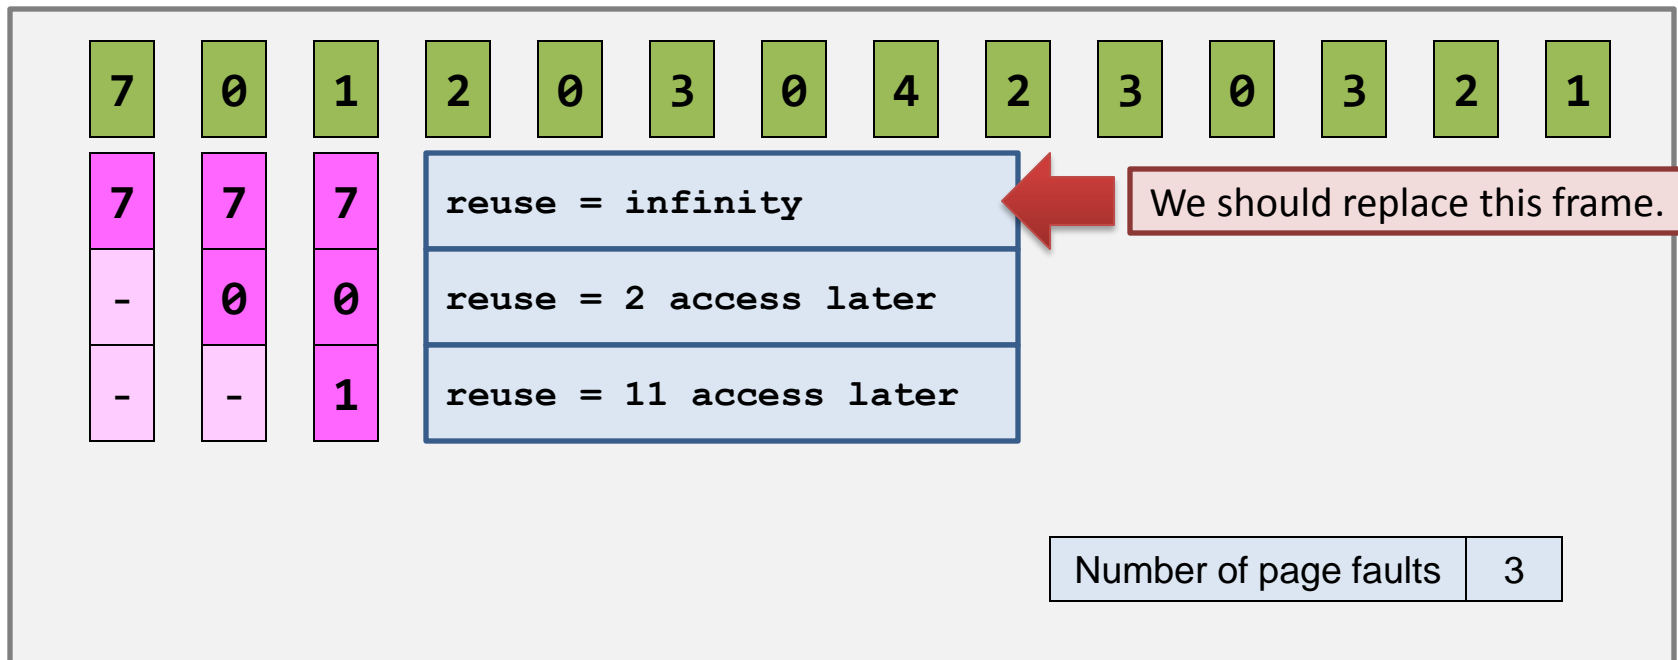 7 0 1 2 0 3 0 4 2 3 0 3 2 1
7 7 7 reuse = infinity We should replace this frame.
- 0 0 reuse = 2 access later
- - 1 reuse = 11 access later
Number of page faults 3